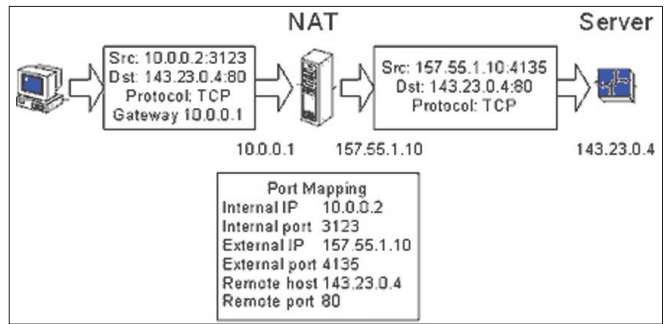 NAT
Server
Src: 10.0.0.2:3123
Dst: 143.23.0.4:80
Protocol: TCP
Gateway 10.0.0.1
Src: 157.55.1.10:4135
Dst: 143.23.0.4:80
Protocol: TCP
10.0.0.1
157.55.1.10
143.23.0.4
Port Mapping
Internal IP 10.0.0.2
Internal port 3123
External IP 157.55.1.10
External port 4135
Remote host 143.23.0.4
Remote port 80